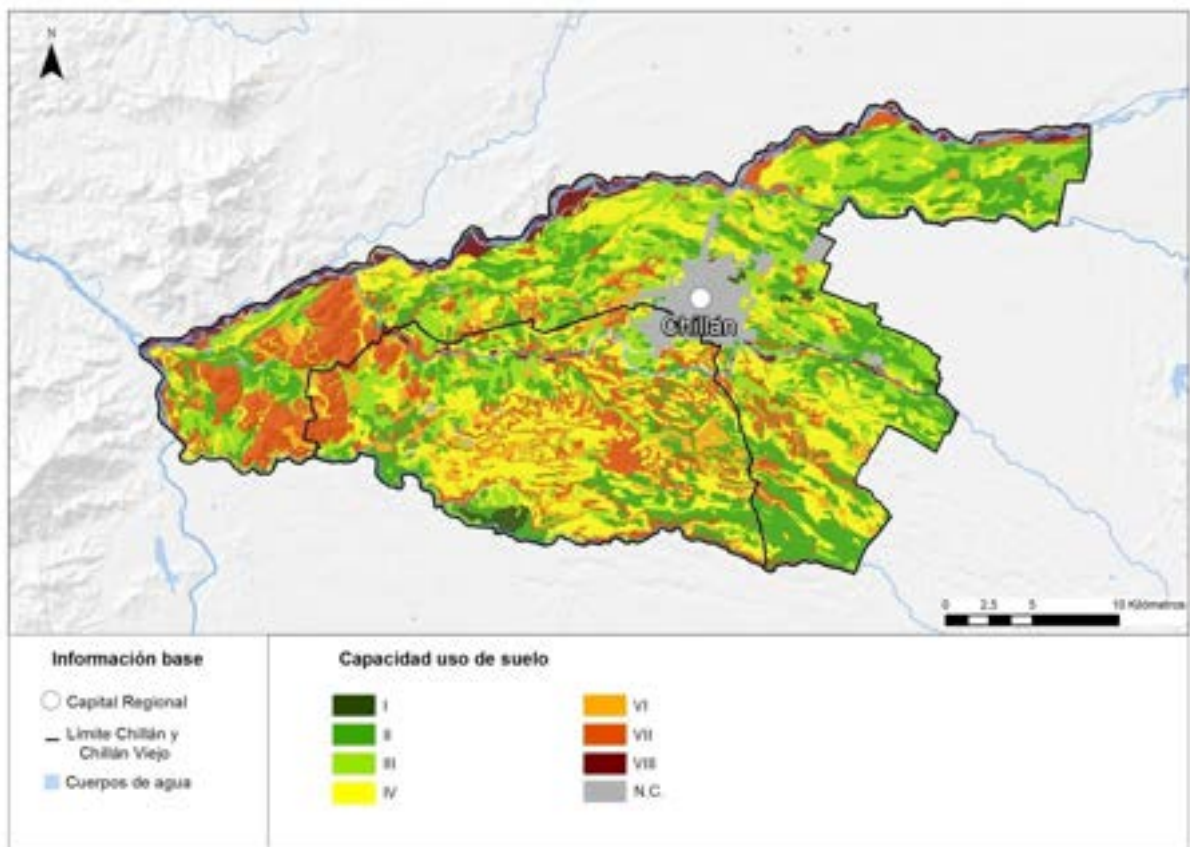 N
Chillán
0 2.5 5 10 Kilómetros
Información base
Capital Regional
Límite Chillán y
Chillán Viejo
Cuerpos de agua
Capacidad uso de suelo
I
II
III
IV
VI
VII
VIII
N.C.